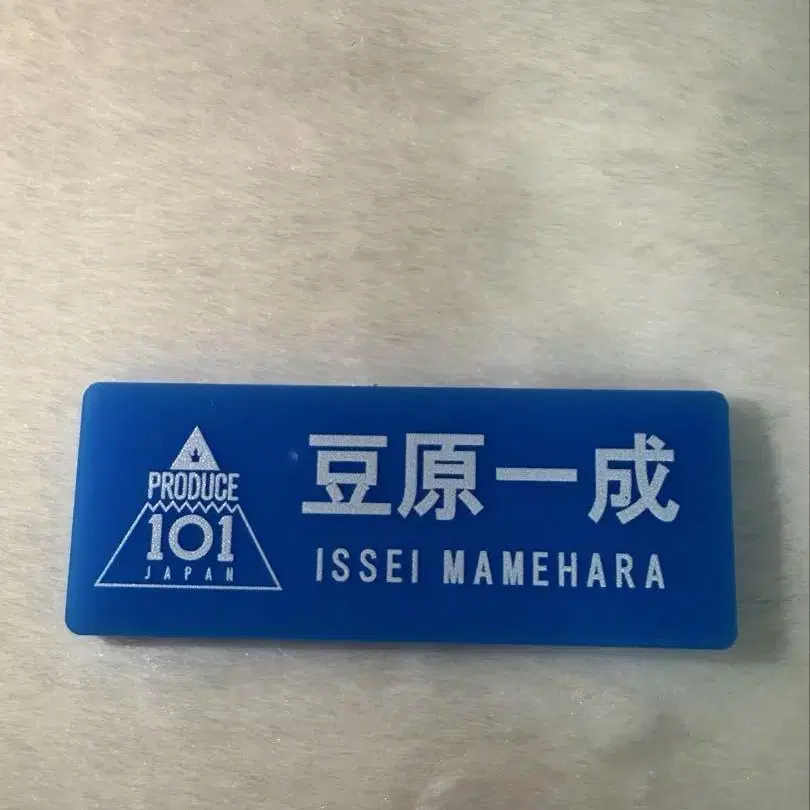 PRODUCE
101
JAPAN
豆原一成
ISSEI MAMEHARA